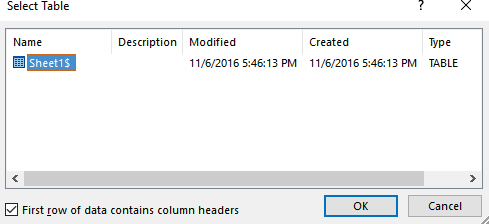 Select Table
?
Name Description Modified Created Type
Sheet1$ 11/6/2016 5:46:13 PM 11/6/2016 5:46:13 PM TABLE
First row of data contains column headers OK Cancel